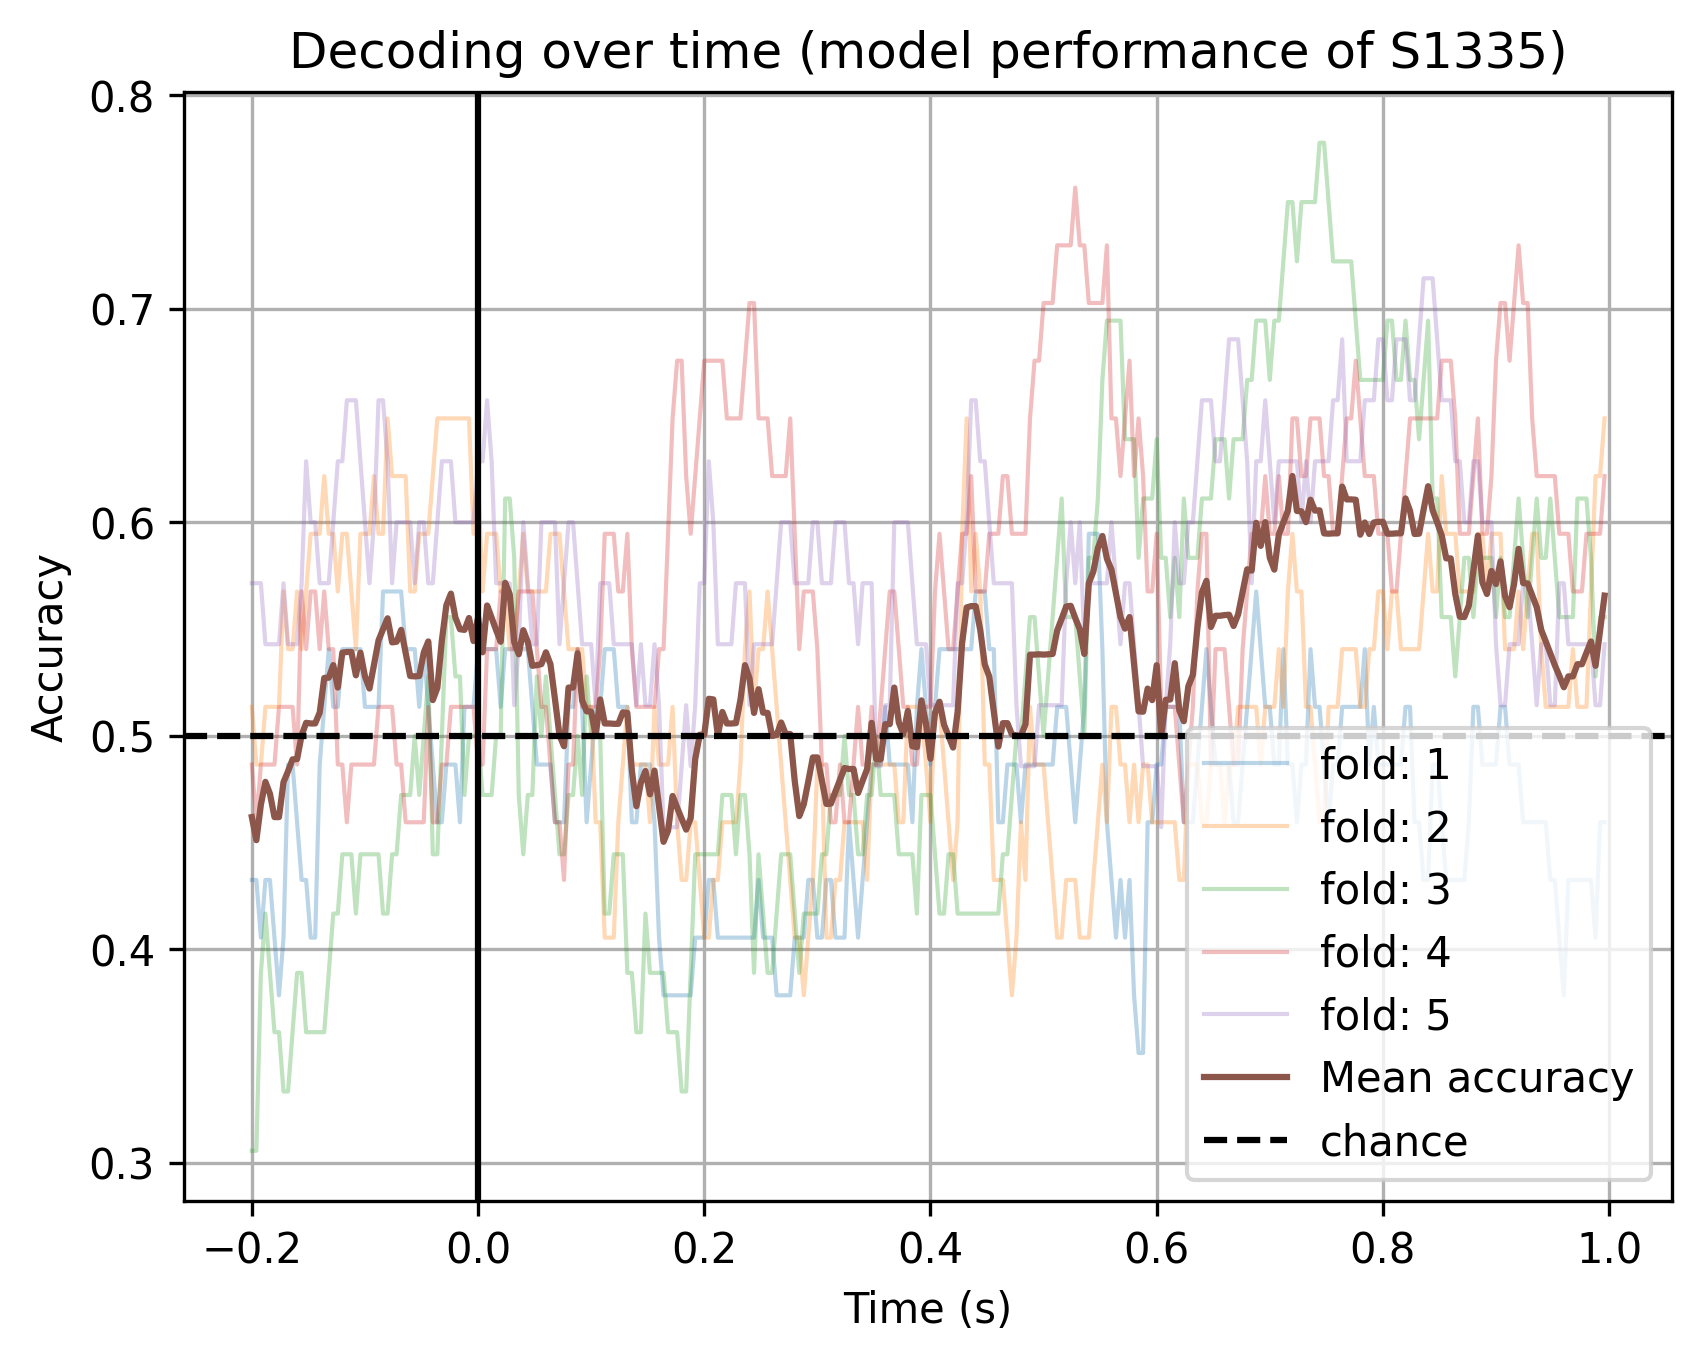 Decoding over time (model performance of S1335)
Accuracy
0.8
0.7
0.6
0.5
0.4
0.3
fold: 1
fold: 2
fold: 3
fold: 4
fold: 5
Mean accuracy
chance
−0.2 0.0 0.2 0.4 0.6 0.8 1.0
Time (s)